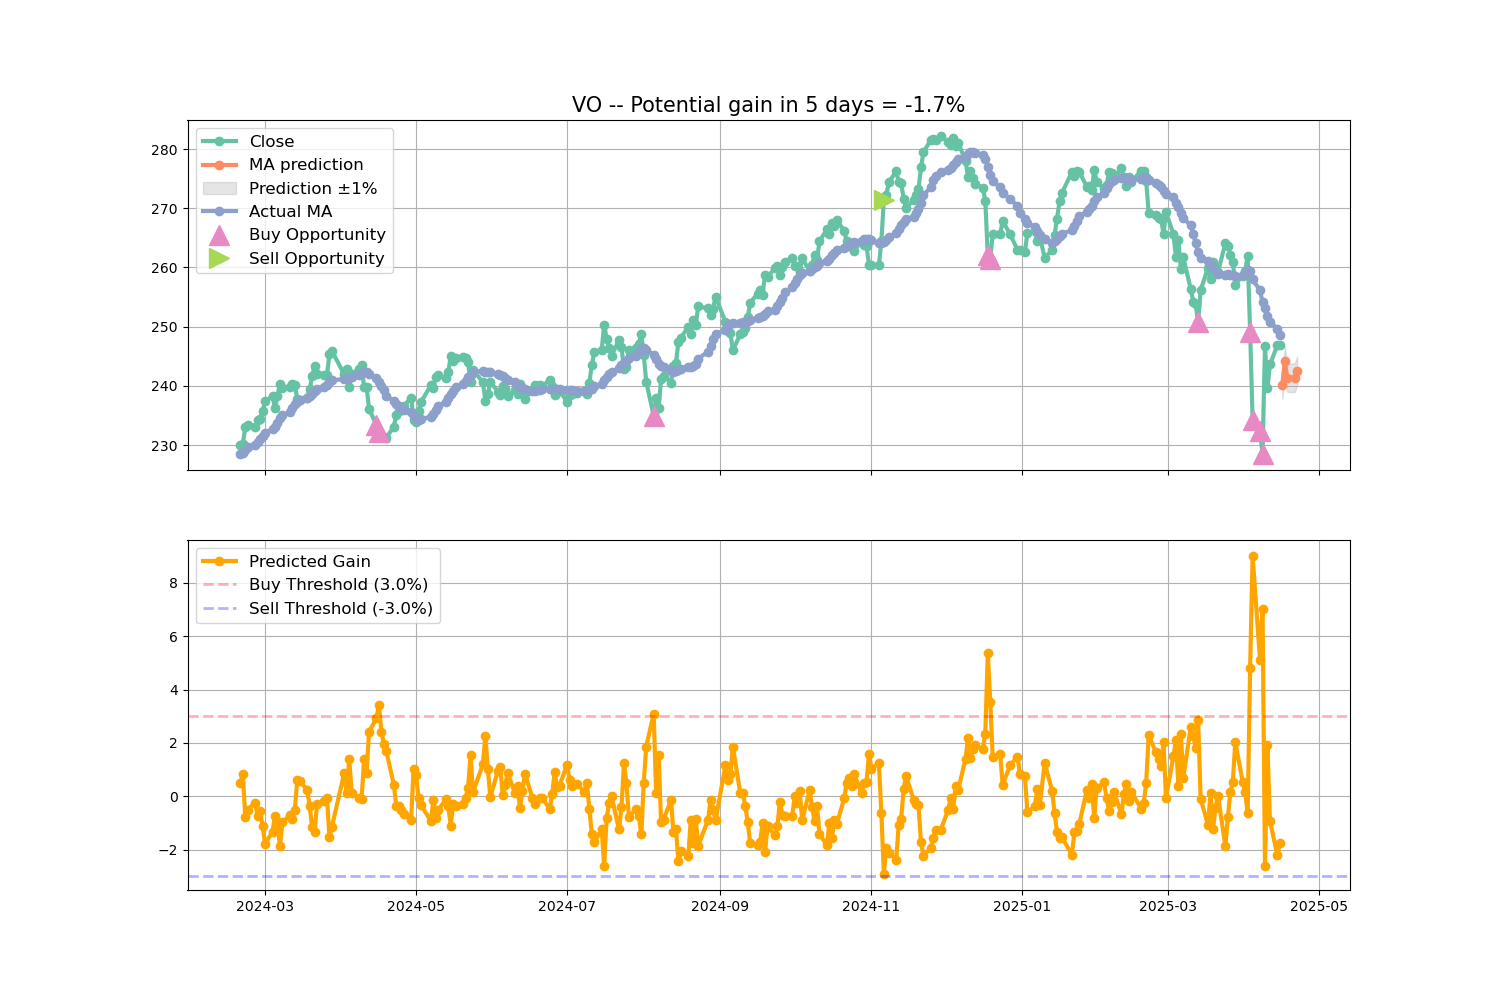 VO -- Potential gain in 5 days = -1.7%
Close
MA prediction
Prediction ±1%
Actual MA
Buy Opportunity
Sell Opportunity
280
270
260
250
240
230
Predicted Gain
Buy Threshold (3.0%)
Sell Threshold (-3.0%)
8
6
4
2
0
−2
2024-03 2024-05 2024-07 2024-09 2024-11 2025-01 2025-03 2025-05